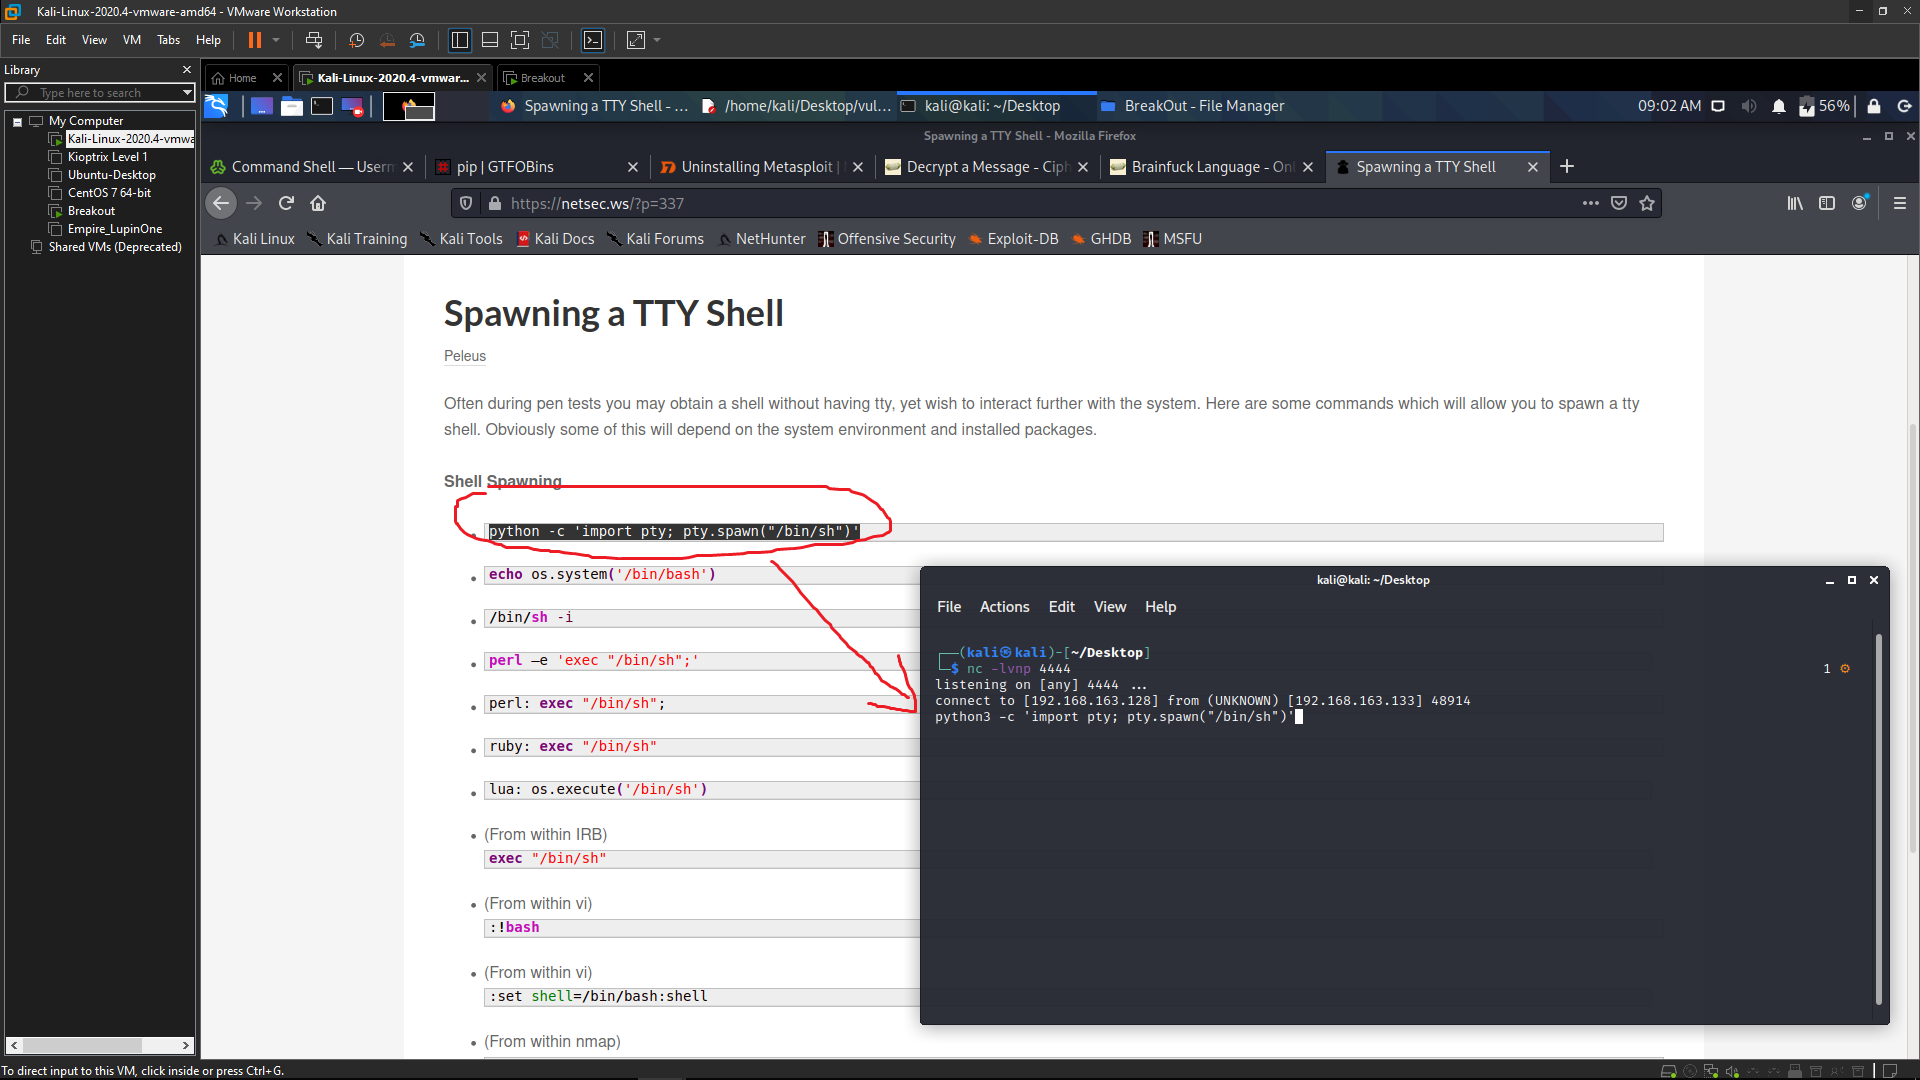 Kali-Linux-2020.4-vmware-amd64 - VMware Workstation
File Edit View VM Tabs Help
Library
Type here to search
My Computer
Kali-Linux-2020.4-vmwa
Kioptrix Level 1
Ubuntu-Desktop
CentOS 7 64-bit
Breakout
Empire_LupinOne
Shared VMs (Deprecated)
Home Kali-Linux-2020.4-vmwar... Breakout
Spawning a TTY Shell - ... /home/kali/Desktop/vul... kali@kali: ~/Desktop BreakOut - File Manager 09:02 AM 56%
Spawning a TTY Shell - Mozilla Firefox
Command Shell — Userm pip | GTFOBins Uninstalling Metasploit | Decrypt a Message - Ciph Brainfuck Language - Onl Spawning a TTY Shell
https://netsec.ws/?p=337
Kali Linux Kali Training Kali Tools Kali Docs Kali Forums NetHunter Offensive Security Exploit-DB GHDB MSFU
Spawning a TTY Shell
Peleus
Often during pen tests you may obtain a shell without having tty, yet wish to interact further with the system. Here are some commands which will allow you to spawn a tty
shell. Obviously some of this will depend on the system environment and installed packages.
Shell Spawning
python -c 'import pty; pty.spawn("/bin/sh")'
echo os.system('/bin/bash')
/bin/sh -i
perl —e 'exec "/bin/sh";'
perl: exec "/bin/sh";
ruby: exec "/bin/sh"
lua: os.execute('/bin/sh')
(From within IRB)
exec "/bin/sh"
(From within vi)
:!bash
(From within vi)
:set shell=/bin/bash:shell
(From within nmap)
kali@kali: ~/Desktop
File Actions Edit View Help
┌──(kali㉿kali)-[~/Desktop]
└─$ nc -lvnp 4444 1
listening on [any] 4444 ...
connect to [192.168.163.128] from (UNKNOWN) [192.168.163.133] 48914
python3 -c 'import pty; pty.spawn("/bin/sh")'
To direct input to this VM, click inside or press Ctrl+G.